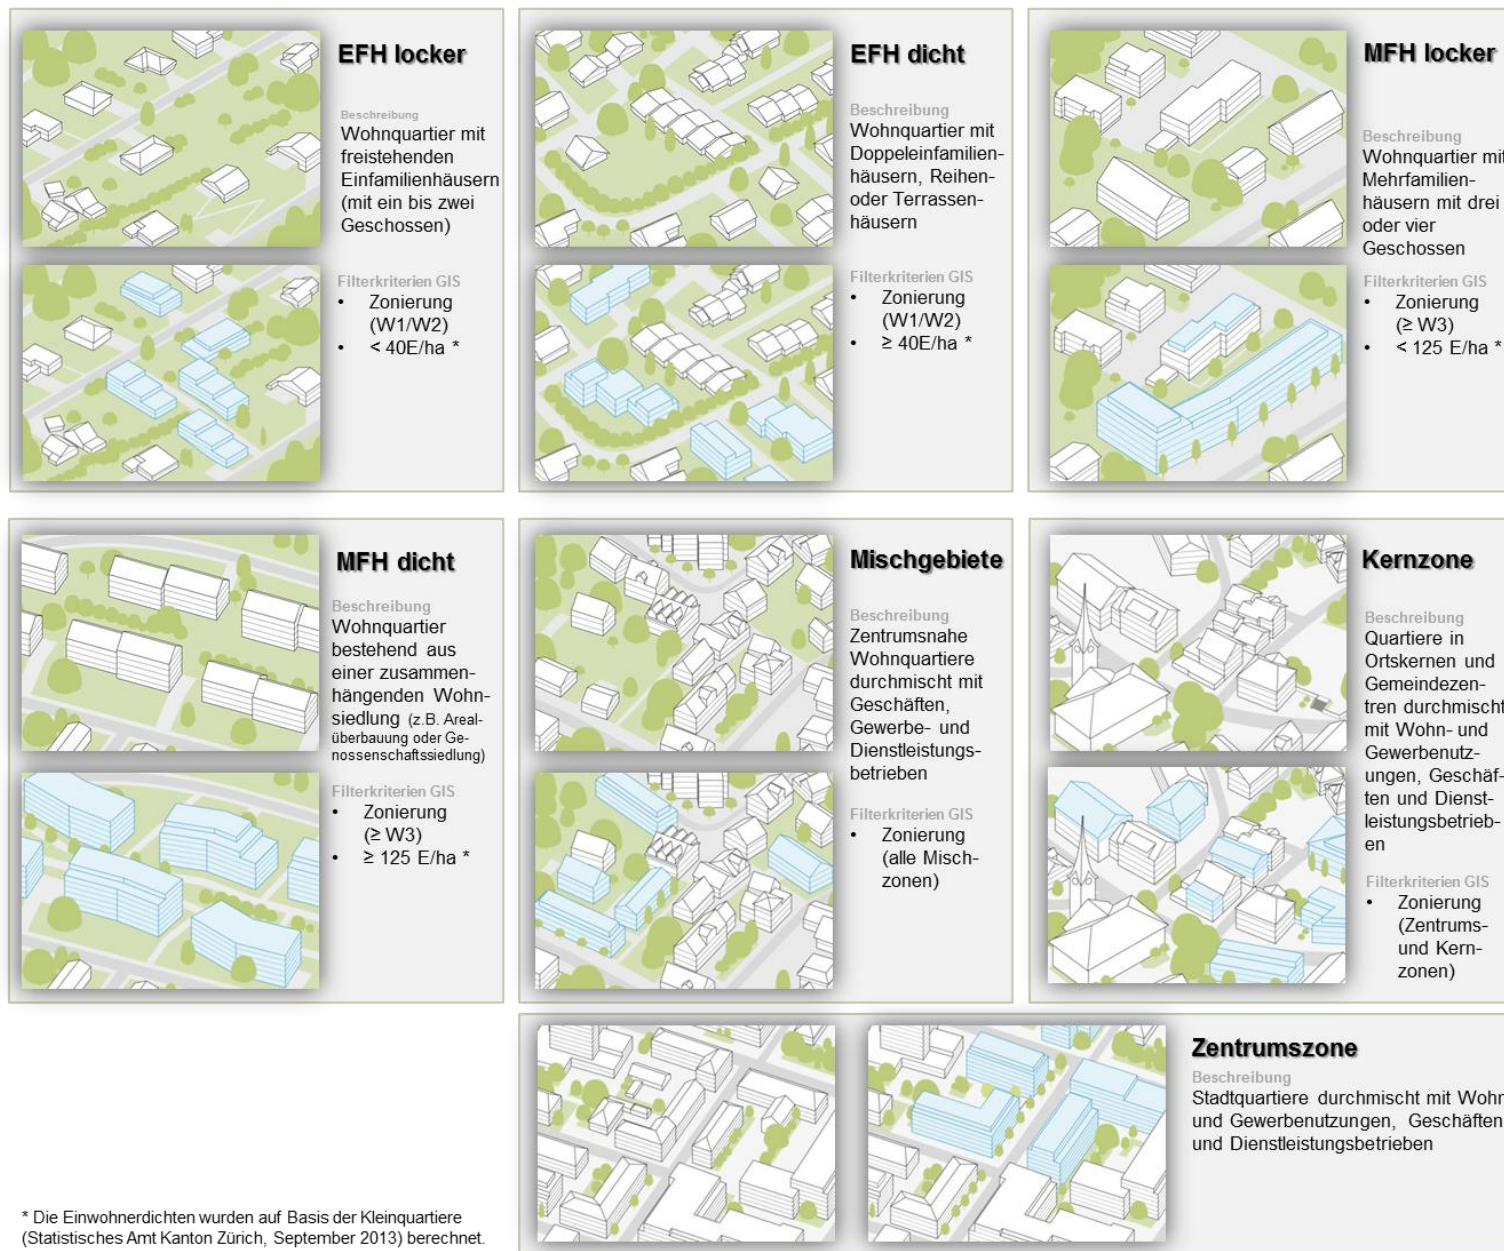 EFH locker
Beschreibung
Wohnquartier mit
freistehenden
Einfamilienhäusern
(mit ein bis zwei
Geschossen)
Filterkriterien GIS
• Zonierung
(W1/W2)
• < 40E/ha *
EFH dicht
Beschreibung
Wohnquartier mit
Doppeleinfamilien-
häusern, Reihen-
oder Terrassen-
häusern
Filterkriterien GIS
• Zonierung
(W1/W2)
• ≥ 40E/ha *
MFH locker
Beschreibung
Wohnquartier mit
Mehrfamilien-
häusern mit drei
oder vier
Geschossen
Filterkriterien GIS
• Zonierung
(≥ W3)
• < 125 E/ha *
MFH dicht
Beschreibung
Wohnquartier
bestehend aus
einer zusammen-
hängenden Wohn-
siedlung (z.B. Areal-
überbauung oder Ge-
nossenschaftssiedlung)
Filterkriterien GIS
• Zonierung
(≥ W3)
• ≥ 125 E/ha *
Mischgebiete
Beschreibung
Zentrumsnahe
Wohnquartiere
durchmischt mit
Geschäften,
Gewerbe- und
Dienstleistungs-
betrieben
Filterkriterien GIS
• Zonierung
(alle Misch-
zonen)
Kernzone
Beschreibung
Quartiere in
Ortskernen und
Gemeindezen-
tren durchmischt
mit Wohn- und
Gewerbenutz-
ungen, Geschäf-
ten und Dienst-
leistungsbetrieb-
en
Filterkriterien GIS
• Zonierung
(Zentrums-
und Kern-
zonen)
Zentrumszone
Beschreibung
Stadtquartiere durchmischt mit Wohn
und Gewerbenutzungen, Geschäften
und Dienstleistungsbetrieben
* Die Einwohnerdichten wurden auf Basis der Kleinquartiere
(Statistisches Amt Kanton Zürich, September 2013) berechnet.